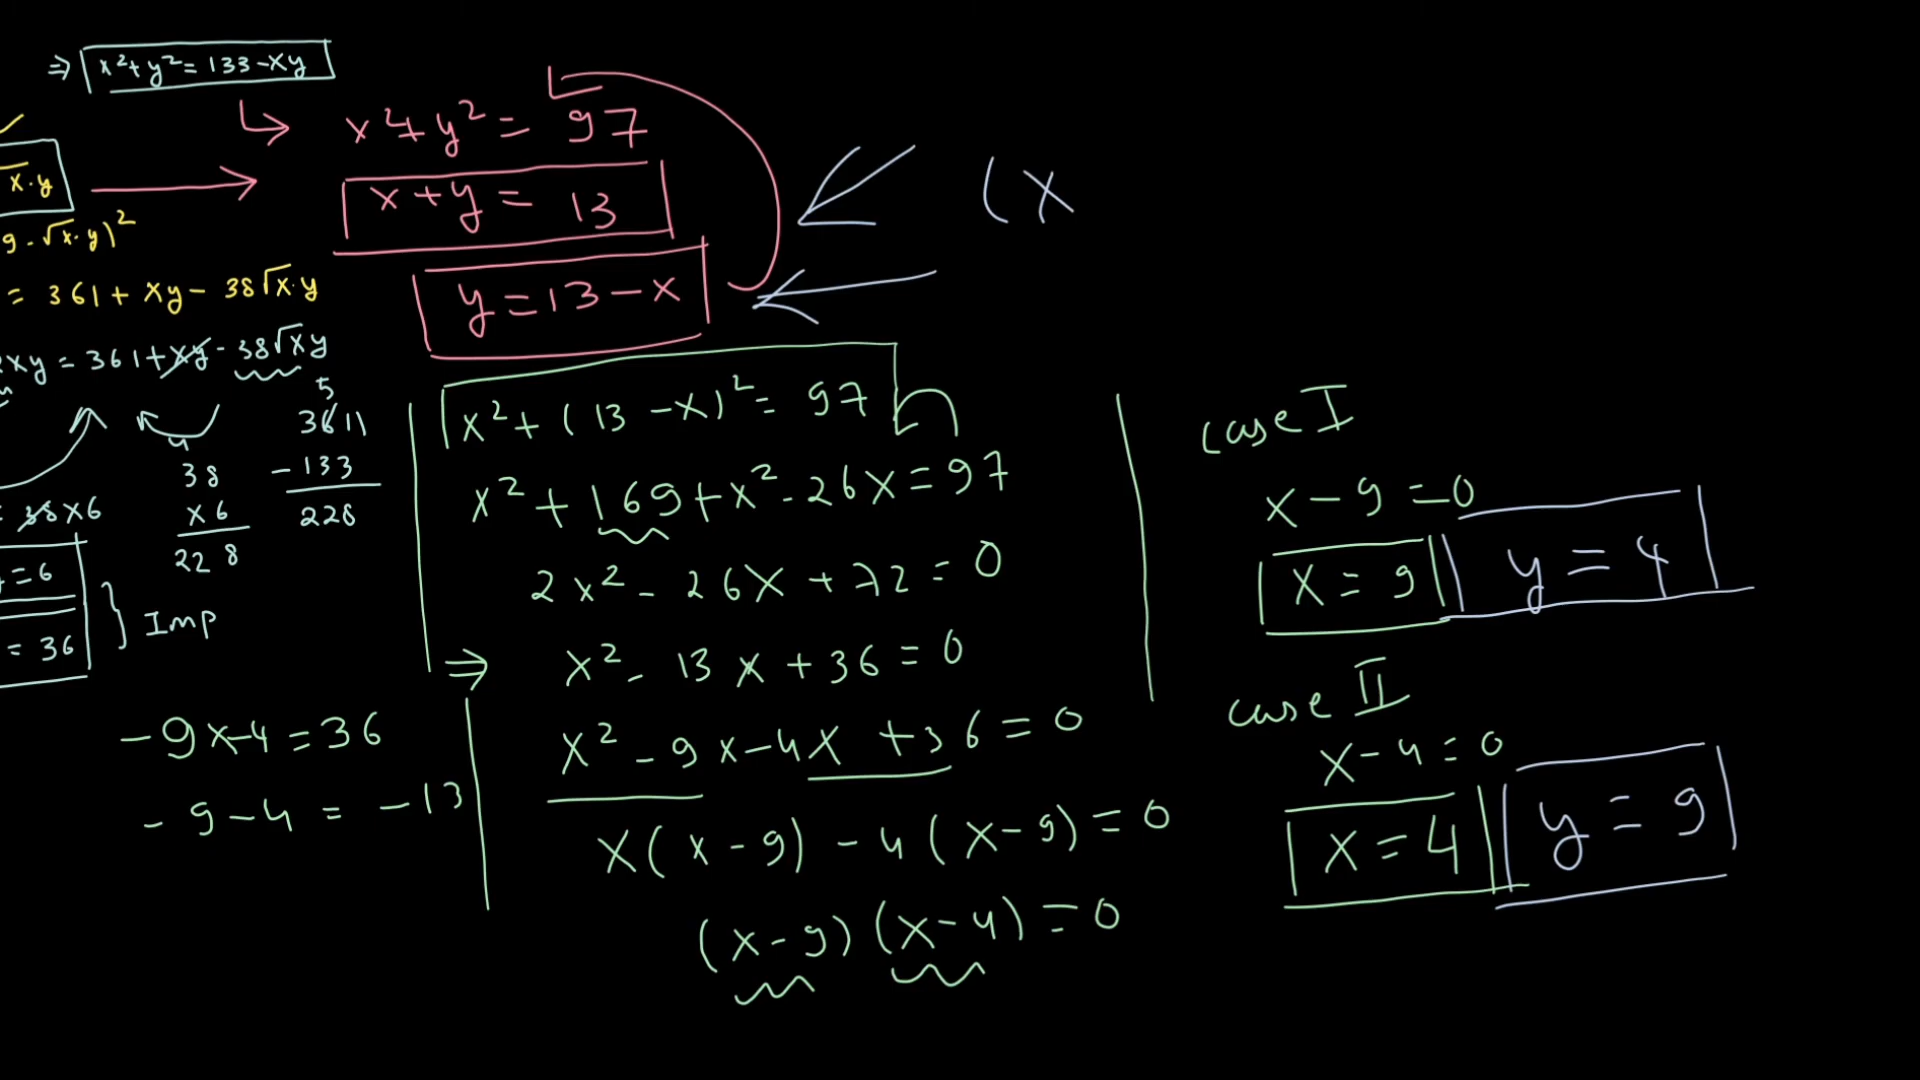 ⇒ x²+y²= 133-xy
x²+y² = 97
x·y
x+y = 13
(x
9-√x·y)²
= 361+xy-38√x·y
y=13-x
xy = 361+xy-38√xy
5
3611
-133
228
4
38
x6
228
= 38x6
=6
= 36
} Imp
-9x-4=36
-9-4 = -13
x²+(13-x)²= 97
x²+169+x²-26x=97
2x²-26x+72=0
⇒ x²-13x+36=0
x²-9x-4x+36=0
x(x-9)-4(x-9)=0
(x-9)(x-4)=0
case I
x-9=0
x=9 y=4
case II
x-4=0
x=4 y=9